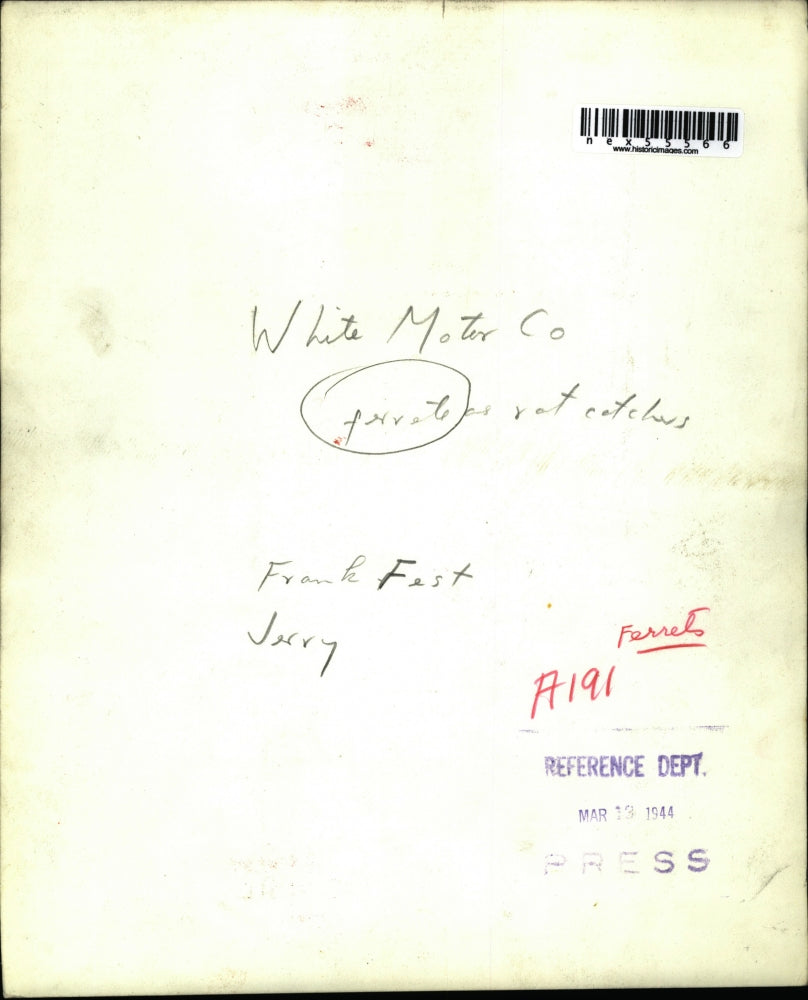 nex55566
www.historicimages.com
White Motor Co
ferrets as rat catchers
Frank Fest
Jerry
Ferrets
A191
REFERENCE DEPT.
MAR 13 1944
PRESS